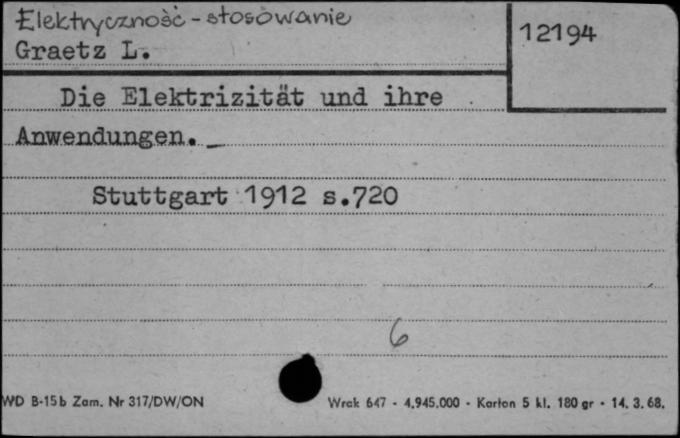 Elektryczność - stosowanie
12194
Graetz L.
Die Elektrizität und ihre
Anwendungen. _
Stuttgart 1912 s.720
6
WD B-15b Zam. Nr 317/DW/ON
Wrak 647 - 4.945.000 - Karton 5 kl. 180 gr - 14. 3. 68.